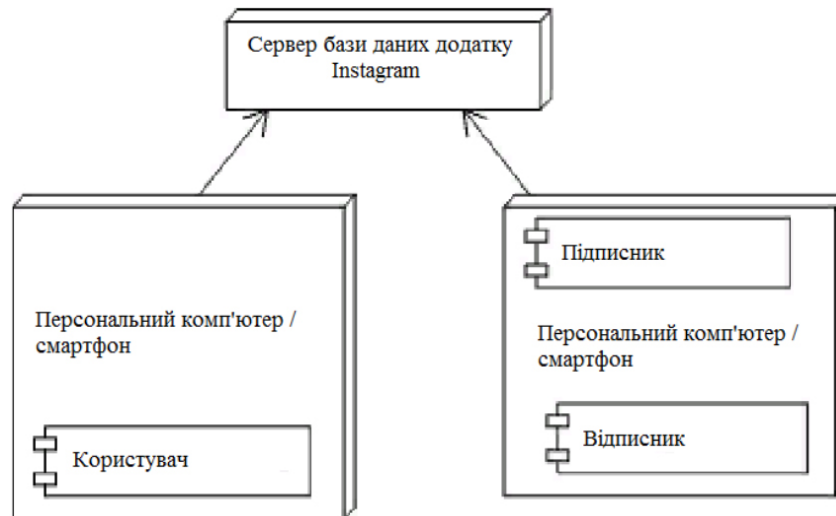 Сервер бази даних додатку
Instagram
Персональний комп'ютер /
смартфон
Користувач
Підписник
Персональний комп'ютер /
смартфон
Відписник